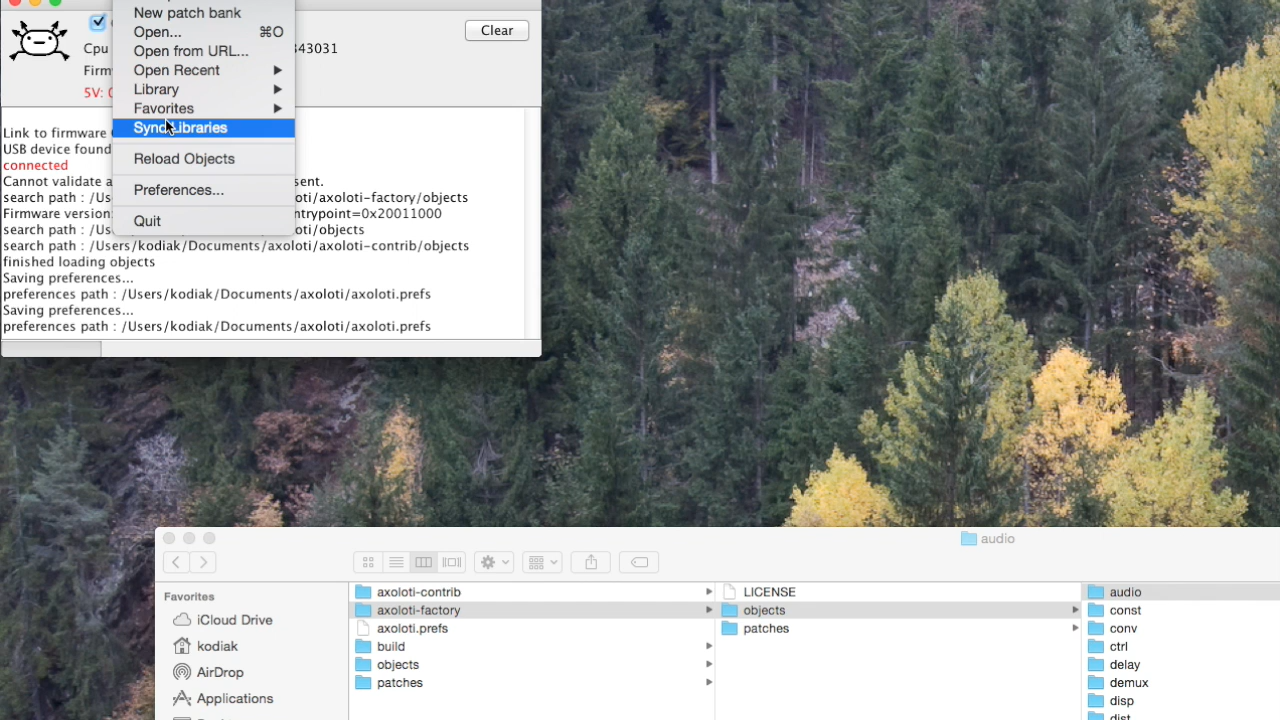 New patch bank
Open... ⌘O
Clear
Cpu 343031
Open from URL...
Firm
Open Recent
5V:
Library
Favorites
Sync Libraries
Link to firmware
USB device found
connected
Reload Objects
Cannot validate a sent.
Preferences...
search path : /Us oti/axoloti-factory/objects
Firmware version: ntrypoint=0x20011000
Quit
search path : /Us oti/objects
search path : /Users/kodiak/Documents/axoloti/axoloti-contrib/objects
finished loading objects
Saving preferences...
preferences path : /Users/kodiak/Documents/axoloti/axoloti.prefs
Saving preferences...
preferences path : /Users/kodiak/Documents/axoloti/axoloti.prefs
audio
Favorites
iCloud Drive
kodiak
AirDrop
Applications
axoloti-contrib
axoloti-factory
axoloti.prefs
build
objects
patches
LICENSE
objects
patches
audio
const
conv
ctrl
delay
demux
disp
dist